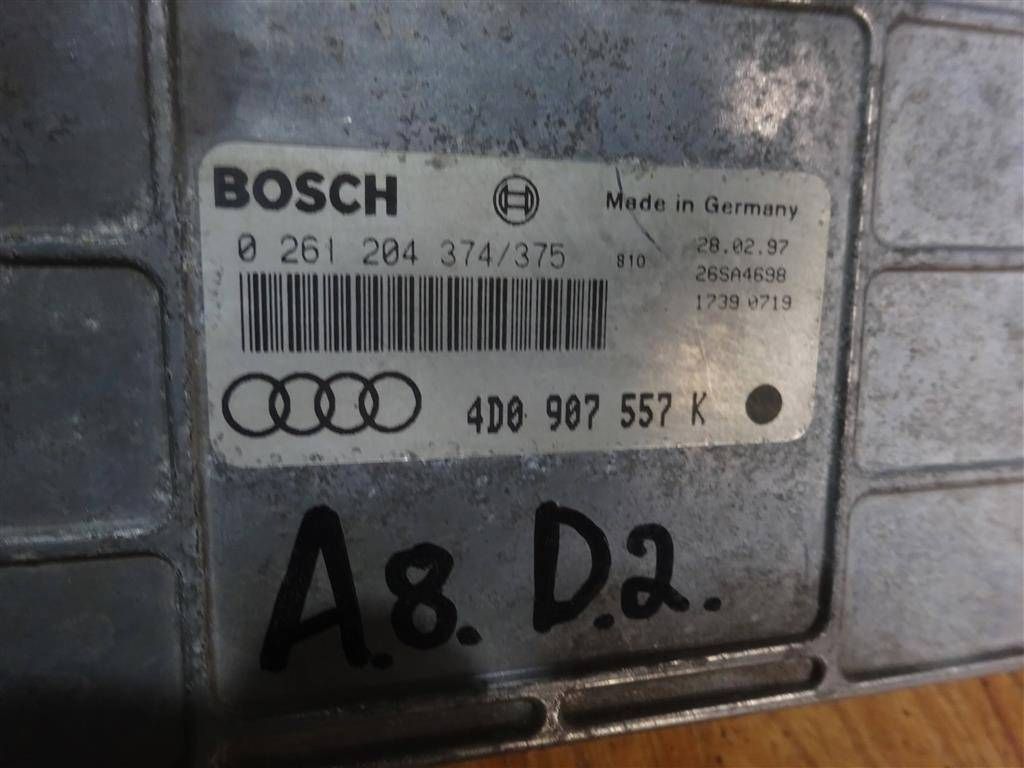 BOSCH
Made in Germany
0 261 204 374/375
810
28.02.97
26SA4698
1739 0719
4D0 907 557 K
A.8. D.2.